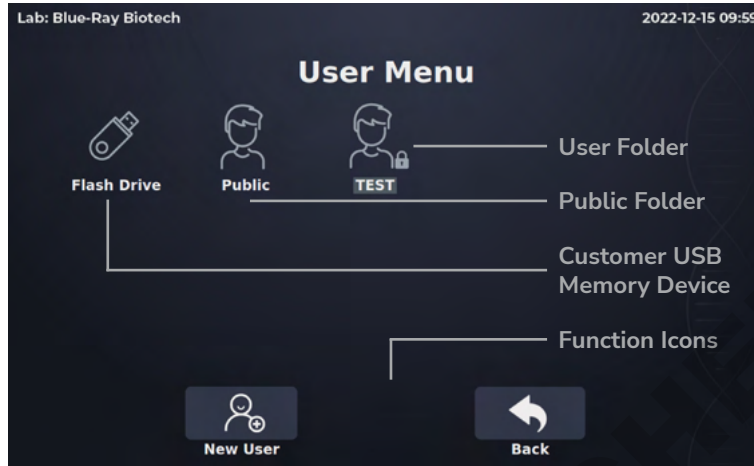 Lab: Blue-Ray Biotech
2022-12-15 09:59
User Menu
Flash Drive
Public
TEST
User Folder
Public Folder
Customer USB
Memory Device
Function Icons
New User
Back